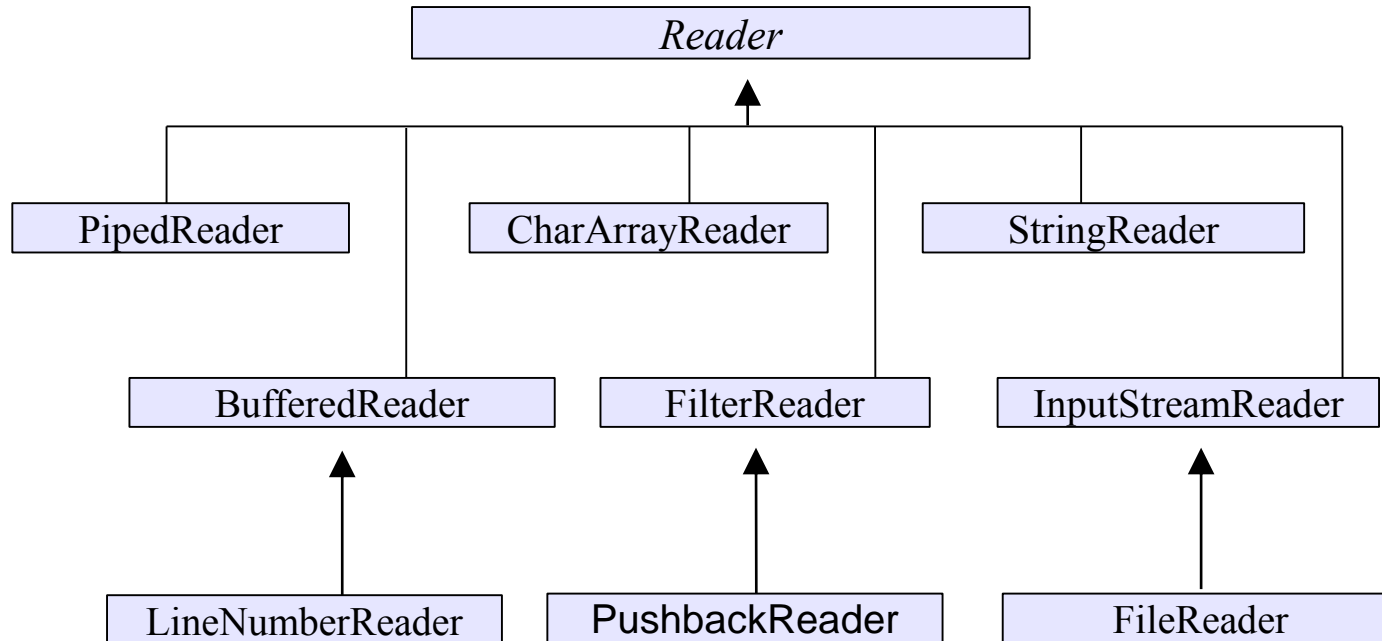 Reader
PipedReader
CharArrayReader
StringReader
BufferedReader
FilterReader
InputStreamReader
LineNumberReader
PushbackReader
FileReader